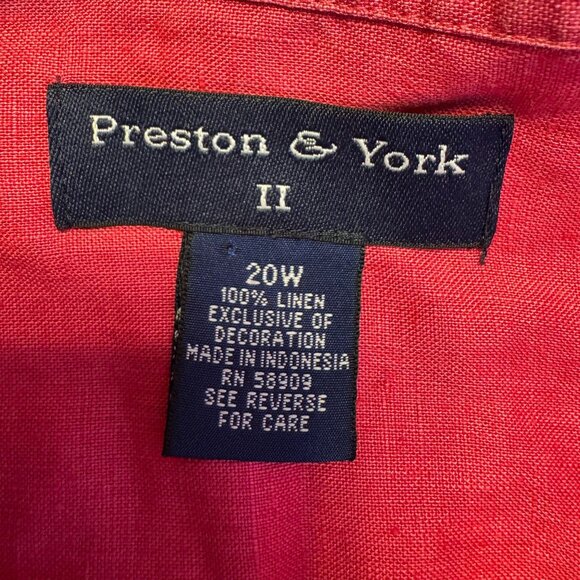 Preston & York
II
20W
100% LINEN
EXCLUSIVE OF
DECORATION
MADE IN INDONESIA
RN 58909
SEE REVERSE
FOR CARE